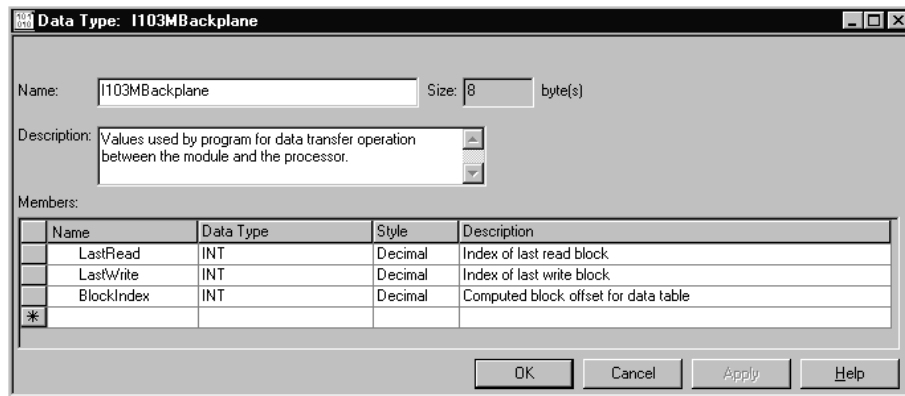 Data Type: I103MBackplane
Name: I103MBackplane Size: 8 byte(s)
Description: Values used by program for data transfer operation
between the module and the processor.
Members:
Name Data Type Style Description
LastRead INT Decimal Index of last read block
LastWrite INT Decimal Index of last write block
BlockIndex INT Decimal Computed block offset for data table
OK Cancel Apply Help